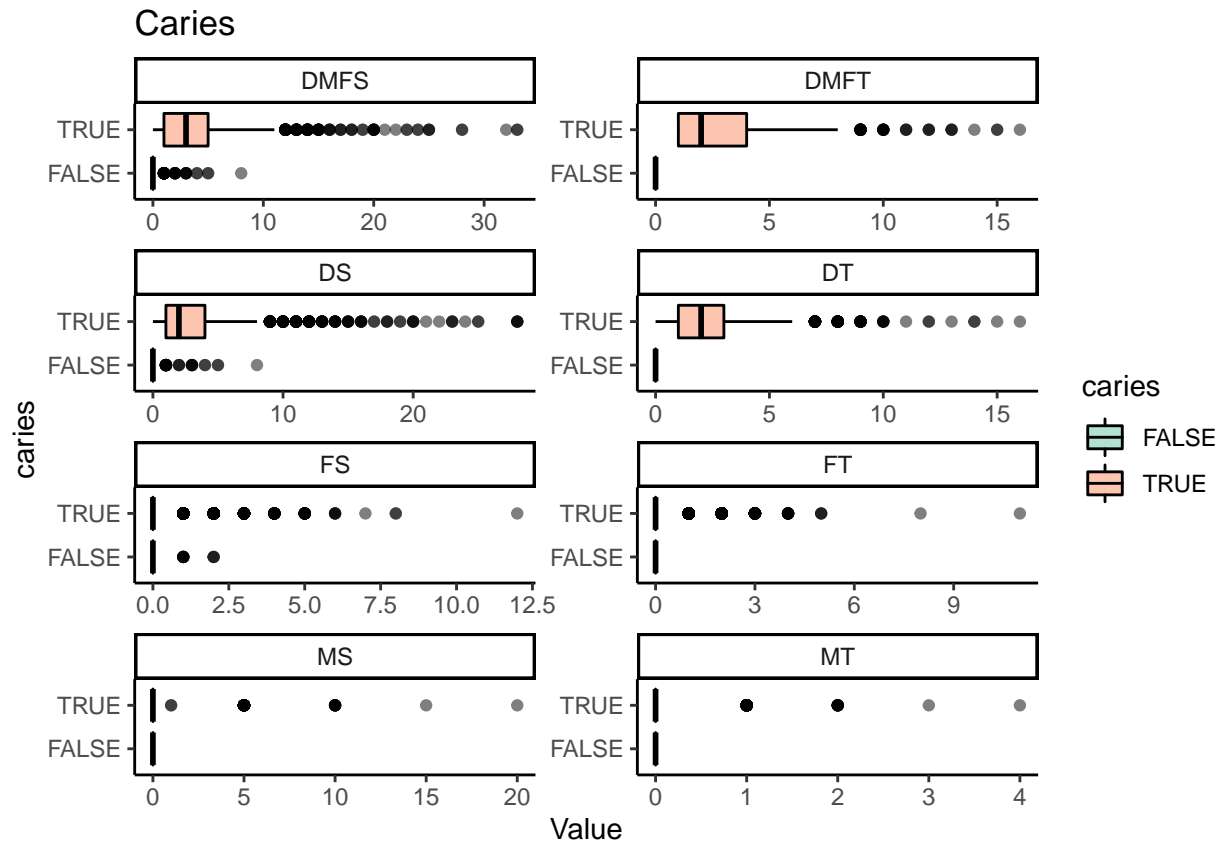 Caries
DMFS
DMFT
TRUE
FALSE
0 10 20 30
TRUE
FALSE
0 5 10 15
DS
DT
TRUE
FALSE
0 10 20
TRUE
FALSE
0 5 10 15
FS
FT
TRUE
FALSE
0.0 2.5 5.0 7.5 10.0 12.5
TRUE
FALSE
0 3 6 9
MS
MT
TRUE
FALSE
0 5 10 15 20
TRUE
FALSE
0 1 2 3 4
caries
Value
caries
FALSE
TRUE